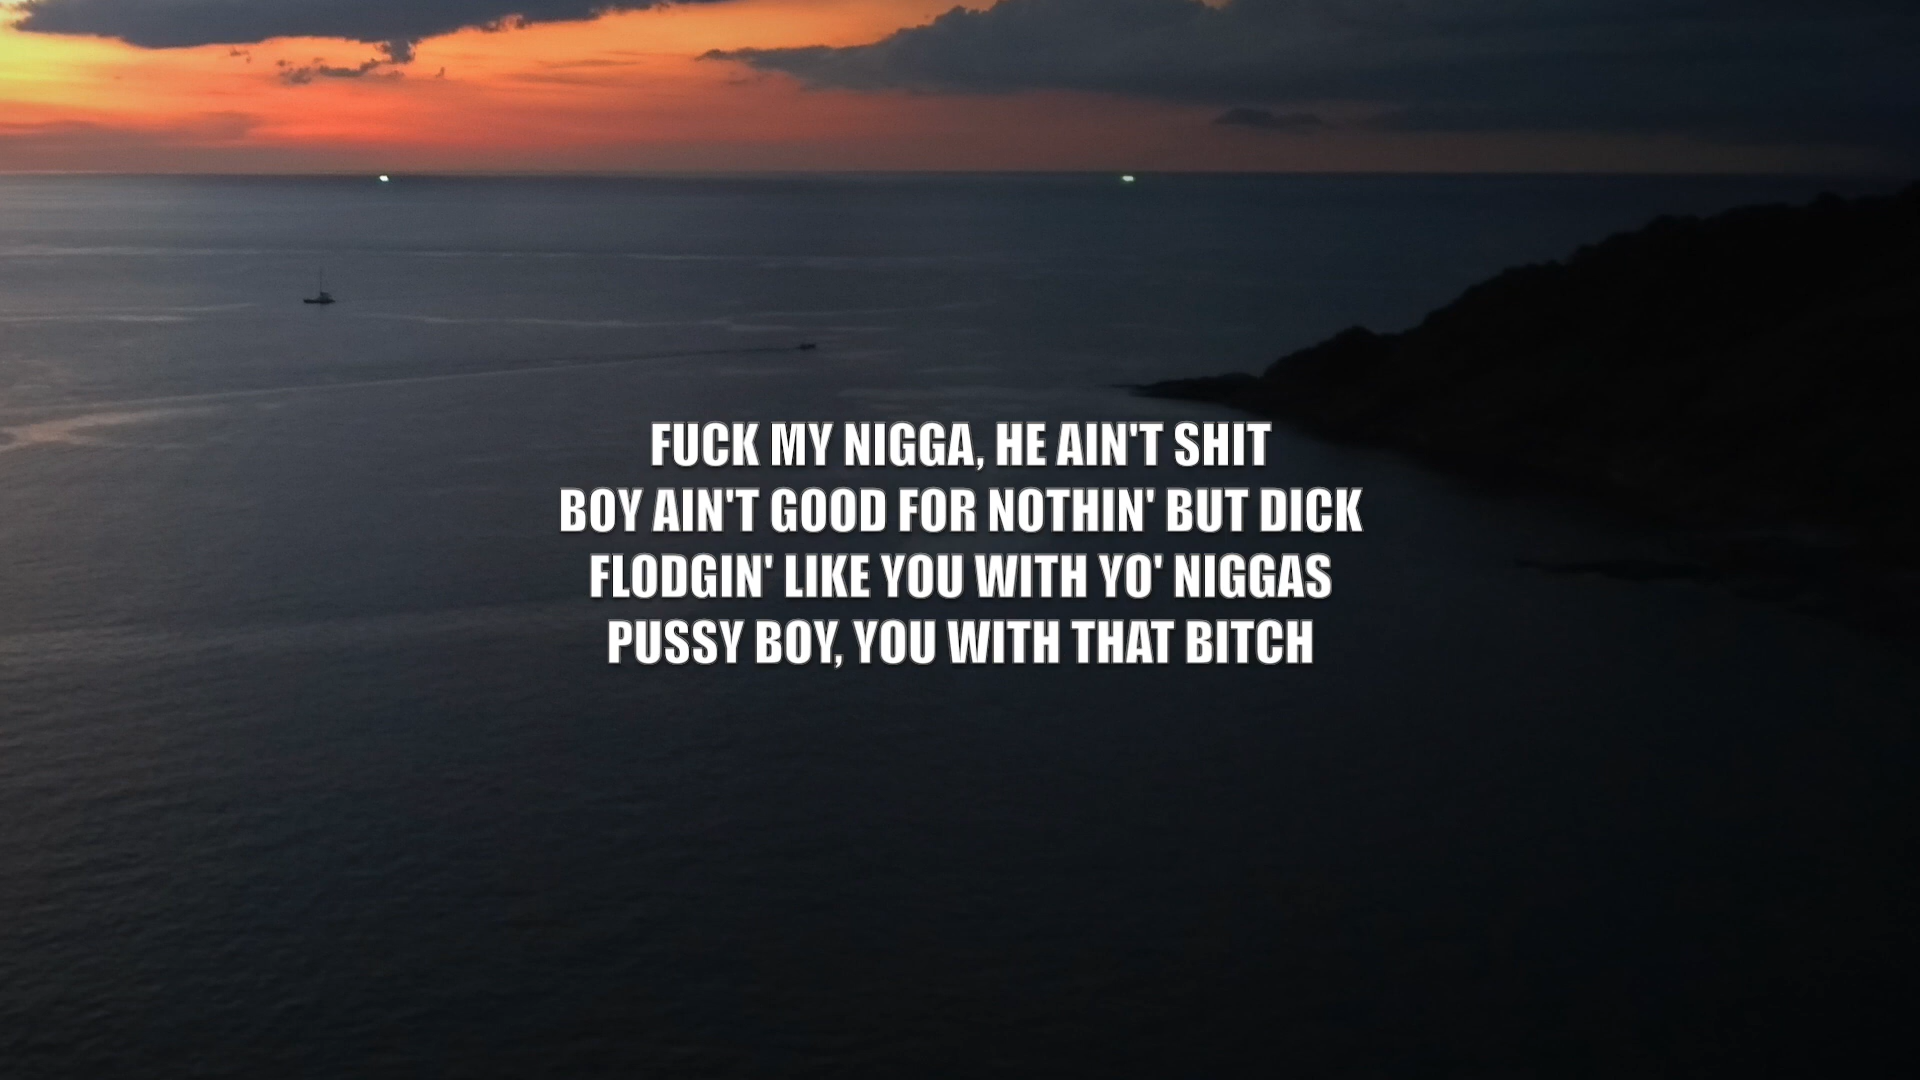 FUCK MY NIGGA, HE AIN'T SHIT
BOY AIN'T GOOD FOR NOTHIN' BUT DICK
FLODGIN' LIKE YOU WITH YO' NIGGAS
PUSSY BOY, YOU WITH THAT BITCH